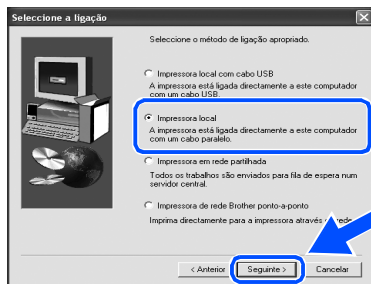 Seleccione a ligação
Seleccione o método de ligação apropriado.
Impressora local com cabo USB
A impressora está ligada directamente a este computador
com um cabo USB.
Impressora local
A impressora está ligada directamente a este computador
com um cabo paralelo.
Impressora em rede partilhada
Todos os trabalhos são enviados para fila de espera num
servidor central.
Impressora de rede Brother ponto-a-ponto
Imprima directamente para a impressora através rede
< Anterior
Seguinte >
Cancelar